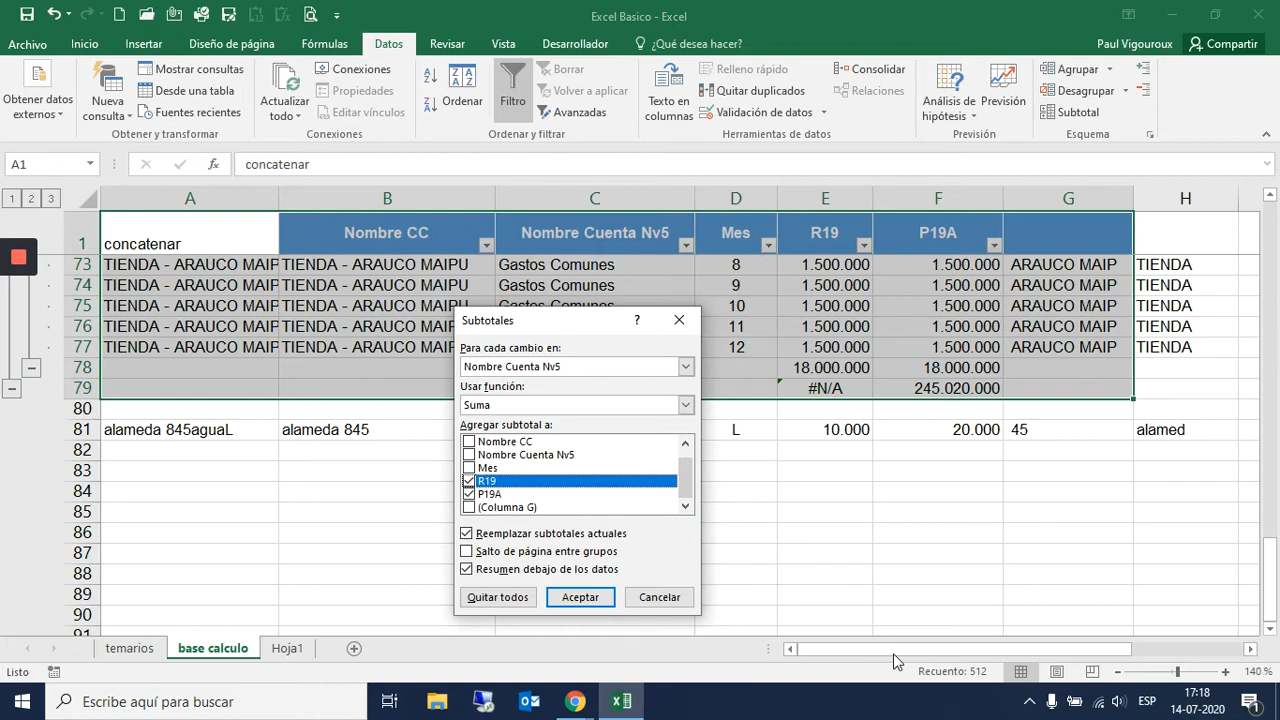 Excel Basico - Excel
Archivo Inicio Insertar Diseño de página Fórmulas Datos Revisar Vista Desarrollador ¿Qué desea hacer? Paul Vigouroux Compartir
Obtener datos externos
Nueva consulta
Mostrar consultas
Desde una tabla
Fuentes recientes
Obtener y transformar
Actualizar todo
Conexiones
Propiedades
Editar vínculos
Conexiones
Ordenar
Filtro
Borrar
Volver a aplicar
Avanzadas
Ordenar y filtrar
Texto en columnas
Relleno rápido
Quitar duplicados
Validación de datos
Consolidar
Relaciones
Herramientas de datos
Análisis de hipótesis
Previsión
Previsión
Agrupar
Desagrupar
Subtotal
Esquema
A1 fx concatenar
1 2 3
A B C D E F G H
1 concatenar Nombre CC Nombre Cuenta Nv5 Mes R19 P19A
73 TIENDA - ARAUCO MAIP TIENDA - ARAUCO MAIPU Gastos Comunes 8 1.500.000 1.500.000 ARAUCO MAIP TIENDA
74 TIENDA - ARAUCO MAIP TIENDA - ARAUCO MAIPU Gastos Comunes 9 1.500.000 1.500.000 ARAUCO MAIP TIENDA
75 TIENDA - ARAUCO MAIP TIENDA - ARAUCO MAIPU 10 1.500.000 1.500.000 ARAUCO MAIP TIENDA
76 TIENDA - ARAUCO MAIP TIENDA - ARAUCO 11 1.500.000 1.500.000 ARAUCO MAIP TIENDA
77 TIENDA - ARAUCO MAIP TIENDA - ARAUCO 12 1.500.000 1.500.000 ARAUCO MAIP TIENDA
78 18.000.000 18.000.000
79 #N/A 245.020.000
80
81 alameda 845aguaL alameda 845 L 10.000 20.000 45 alamed
82
83
84
85
86
87
88
89
90
91
Subtotales ?
Para cada cambio en:
Nombre Cuenta Nv5
Usar función:
Suma
Agregar subtotal a:
Nombre CC
Nombre Cuenta Nv5
Mes
R19
P19A
(Columna G)
Reemplazar subtotales actuales
Salto de página entre grupos
Resumen debajo de los datos
Quitar todos Aceptar Cancelar
temarios base calculo Hoja1
Listo Recuento: 512 140 %
Escribe aquí para buscar ESP 17:18
14-07-2020